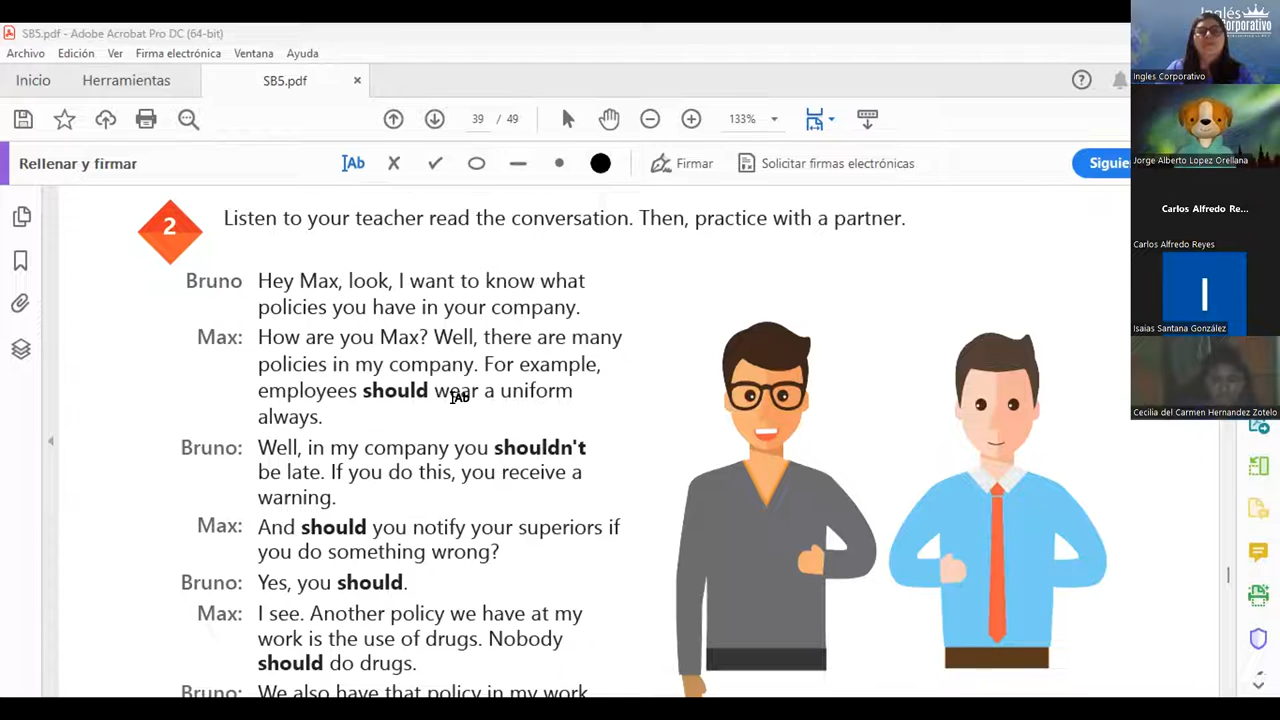 SB5.pdf - Adobe Acrobat Pro DC (64-bit)
Archivo Edición Ver Firma electrónica Ventana Ayuda
Inicio Herramientas SB5.pdf ×
39 / 49 133%
Rellenar y firmar
Ab
Firmar
Solicitar firmas electrónicas
Siguie
2
Listen to your teacher read the conversation. Then, practice with a partner.
Bruno Hey Max, look, I want to know what
policies you have in your company.
Max: How are you Max? Well, there are many
policies in my company. For example,
employees should wear a uniform
always.
Bruno: Well, in my company you shouldn't
be late. If you do this, you receive a
warning.
Max: And should you notify your superiors if
you do something wrong?
Bruno: Yes, you should.
Max: I see. Another policy we have at my
work is the use of drugs. Nobody
should do drugs.
Bruno: We also have that policy in my work
Inglés
Corporativo
Ingles Corporativo
Jorge Alberto Lopez Orellana
Carlos Alfredo Re...
Carlos Alfredo Reyes
I
Isaias Santana González
Cecilia del Carmen Hernandez Zotelo